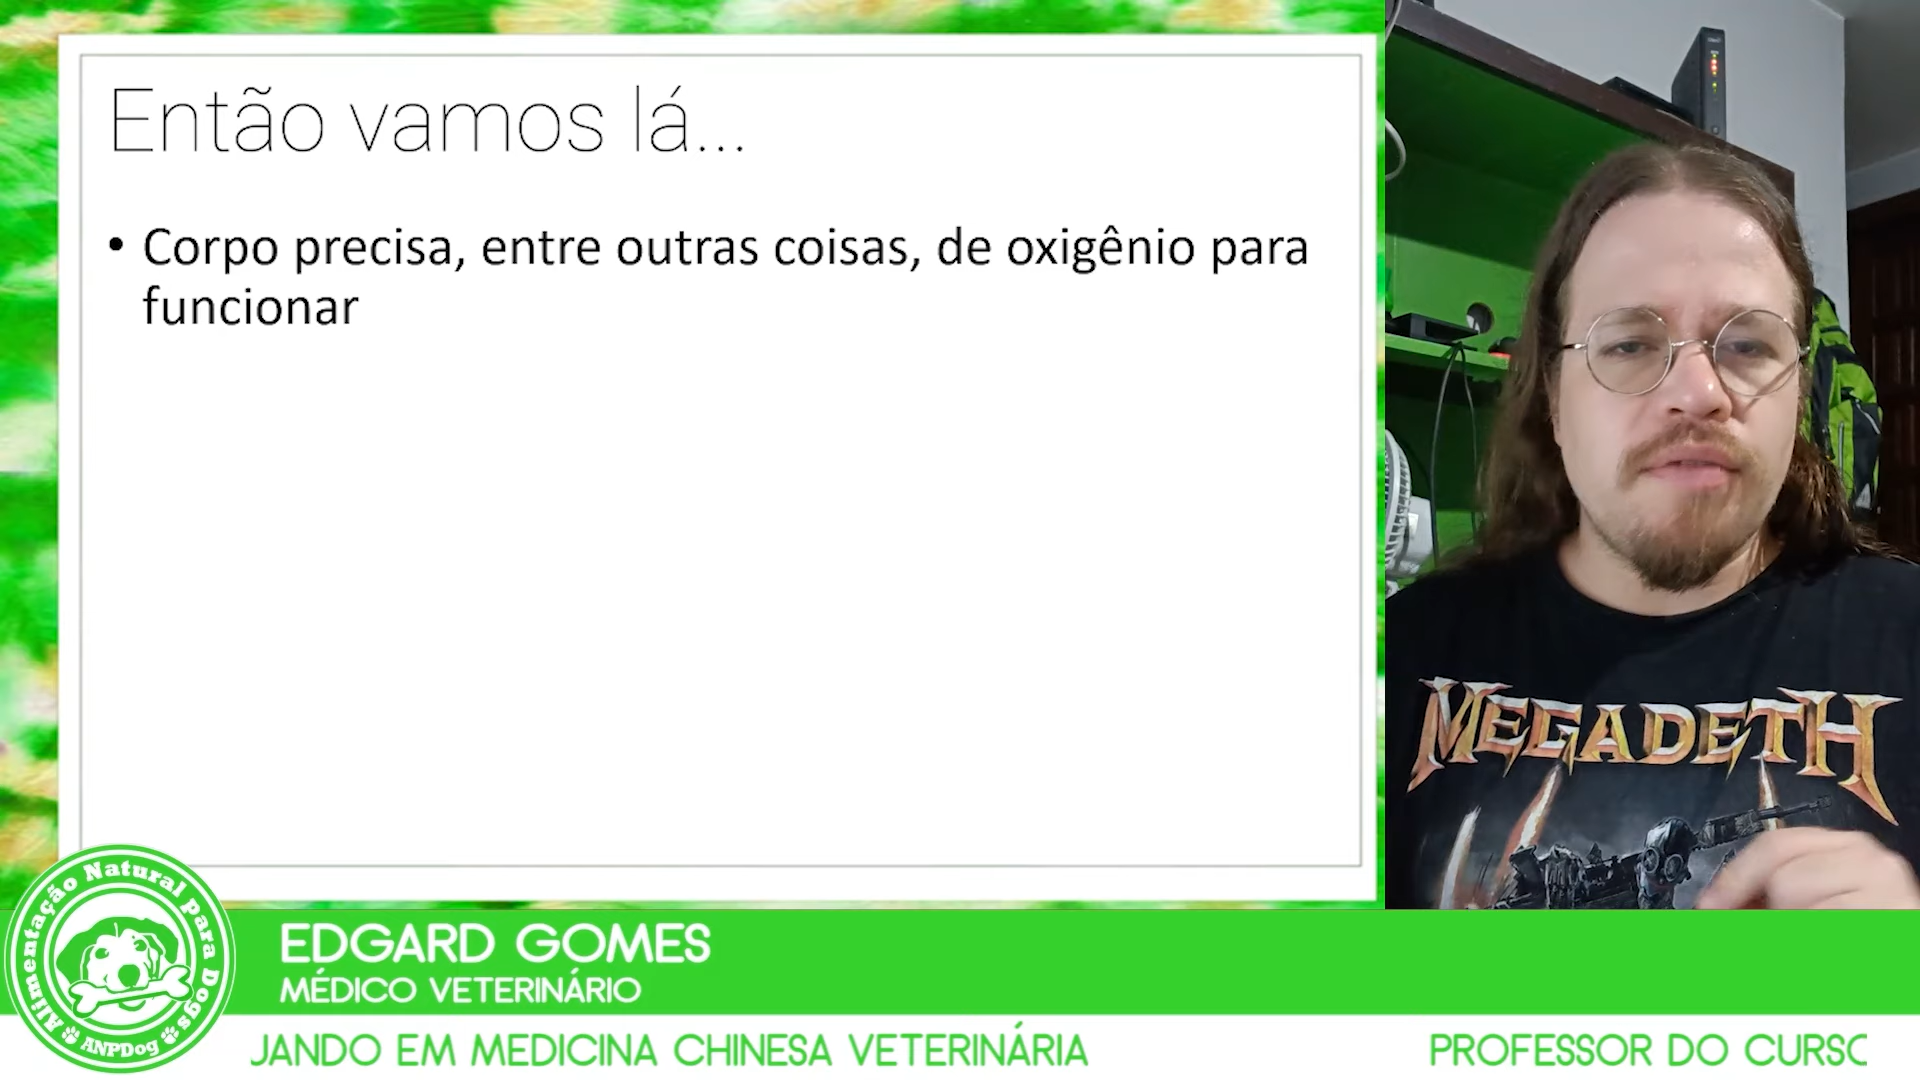 Então vamos lá...
• Corpo precisa, entre outras coisas, de oxigênio para
funcionar
MEGADETH
Alimentação Natural Para Dogs
ANPDog
EDGARD GOMES
MÉDICO VETERINÁRIO
JANDO EM MEDICINA CHINESA VETERINÁRIA PROFESSOR DO CURSO